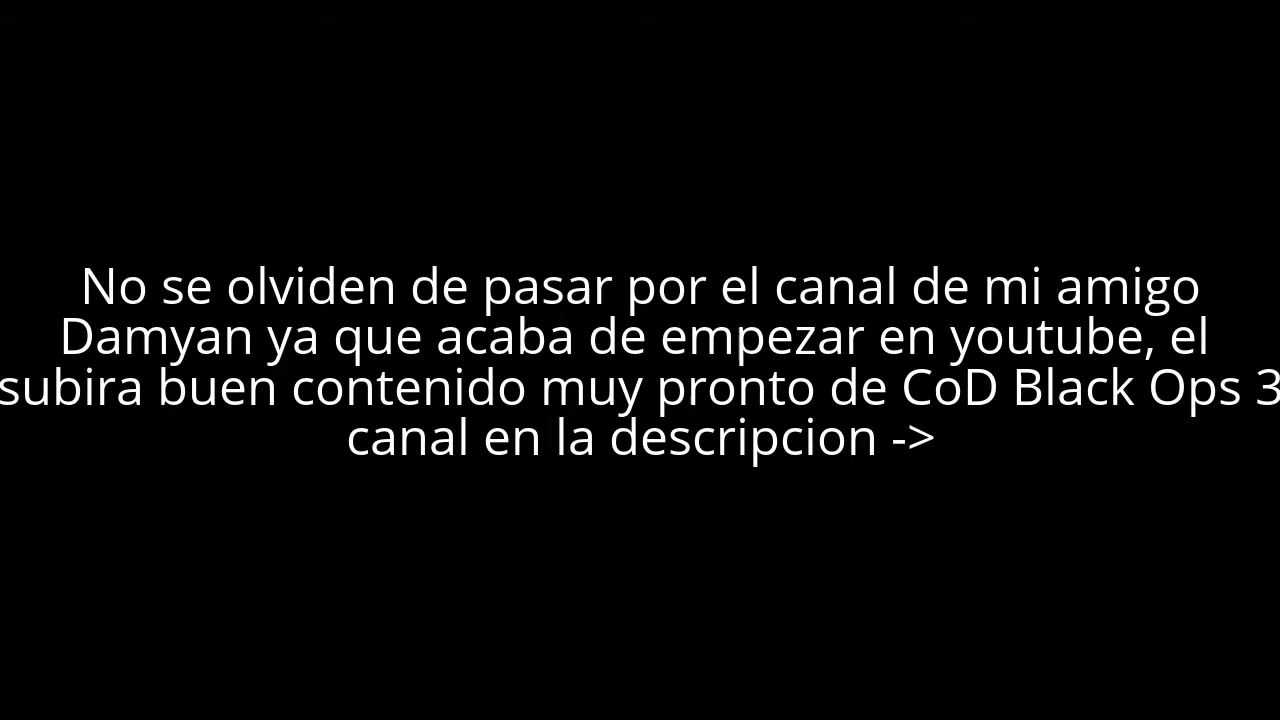 No se olviden de pasar por el canal de mi amigo
Damyan ya que acaba de empezar en youtube, el
subira buen contenido muy pronto de CoD Black Ops 3
canal en la descripcion ->